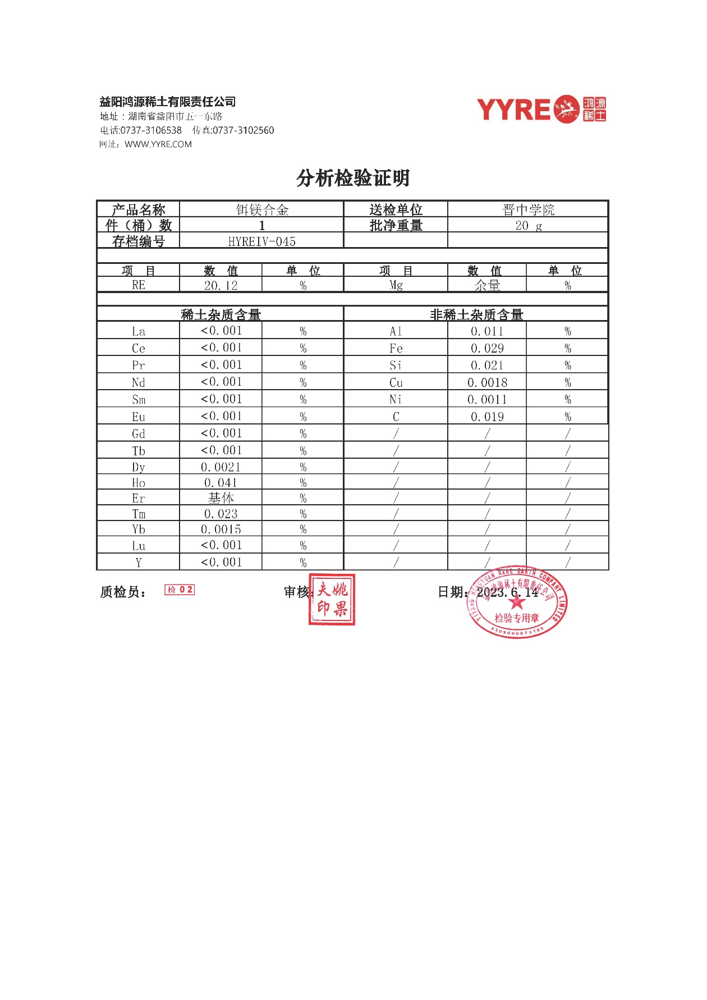 益阳鸿源稀土有限责任公司
地址：湖南省益阳市五一东路
电话:0737-3106538 传真:0737-3102560
网址：WWW.YYRE.COM
YYRE 鸿源稀土
分析检验证明
产品名称 铒镁合金 送检单位 晋中学院
件（桶）数 1 批净重量 20 g
存档编号 HYREIV-045
项 目 数 值 单 位 项 目 数 值 单 位
RE 20.12 % Mg 余量 %
稀土杂质含量 非稀土杂质含量
La <0.001 % Al 0.011 %
Ce <0.001 % Fe 0.029 %
Pr <0.001 % Si 0.021 %
Nd <0.001 % Cu 0.0018 %
Sm <0.001 % Ni 0.0011 %
Eu <0.001 % C 0.019 %
Gd <0.001 % / / /
Tb <0.001 % / / /
Dy 0.0021 % / / /
Ho 0.041 % / / /
Er 基体 % / / /
Tm 0.023 % / / /
Yb 0.0015 % / / /
Lu <0.001 % / / /
Y <0.001 % / / /
质检员： 检02 审核: 姚果夫印 日期：2023.6.14
YIYANG HONGYUAN RARE EARTH COMPANY LIMITED
益阳鸿源稀土有限责任公司
检验专用章
4309000073105